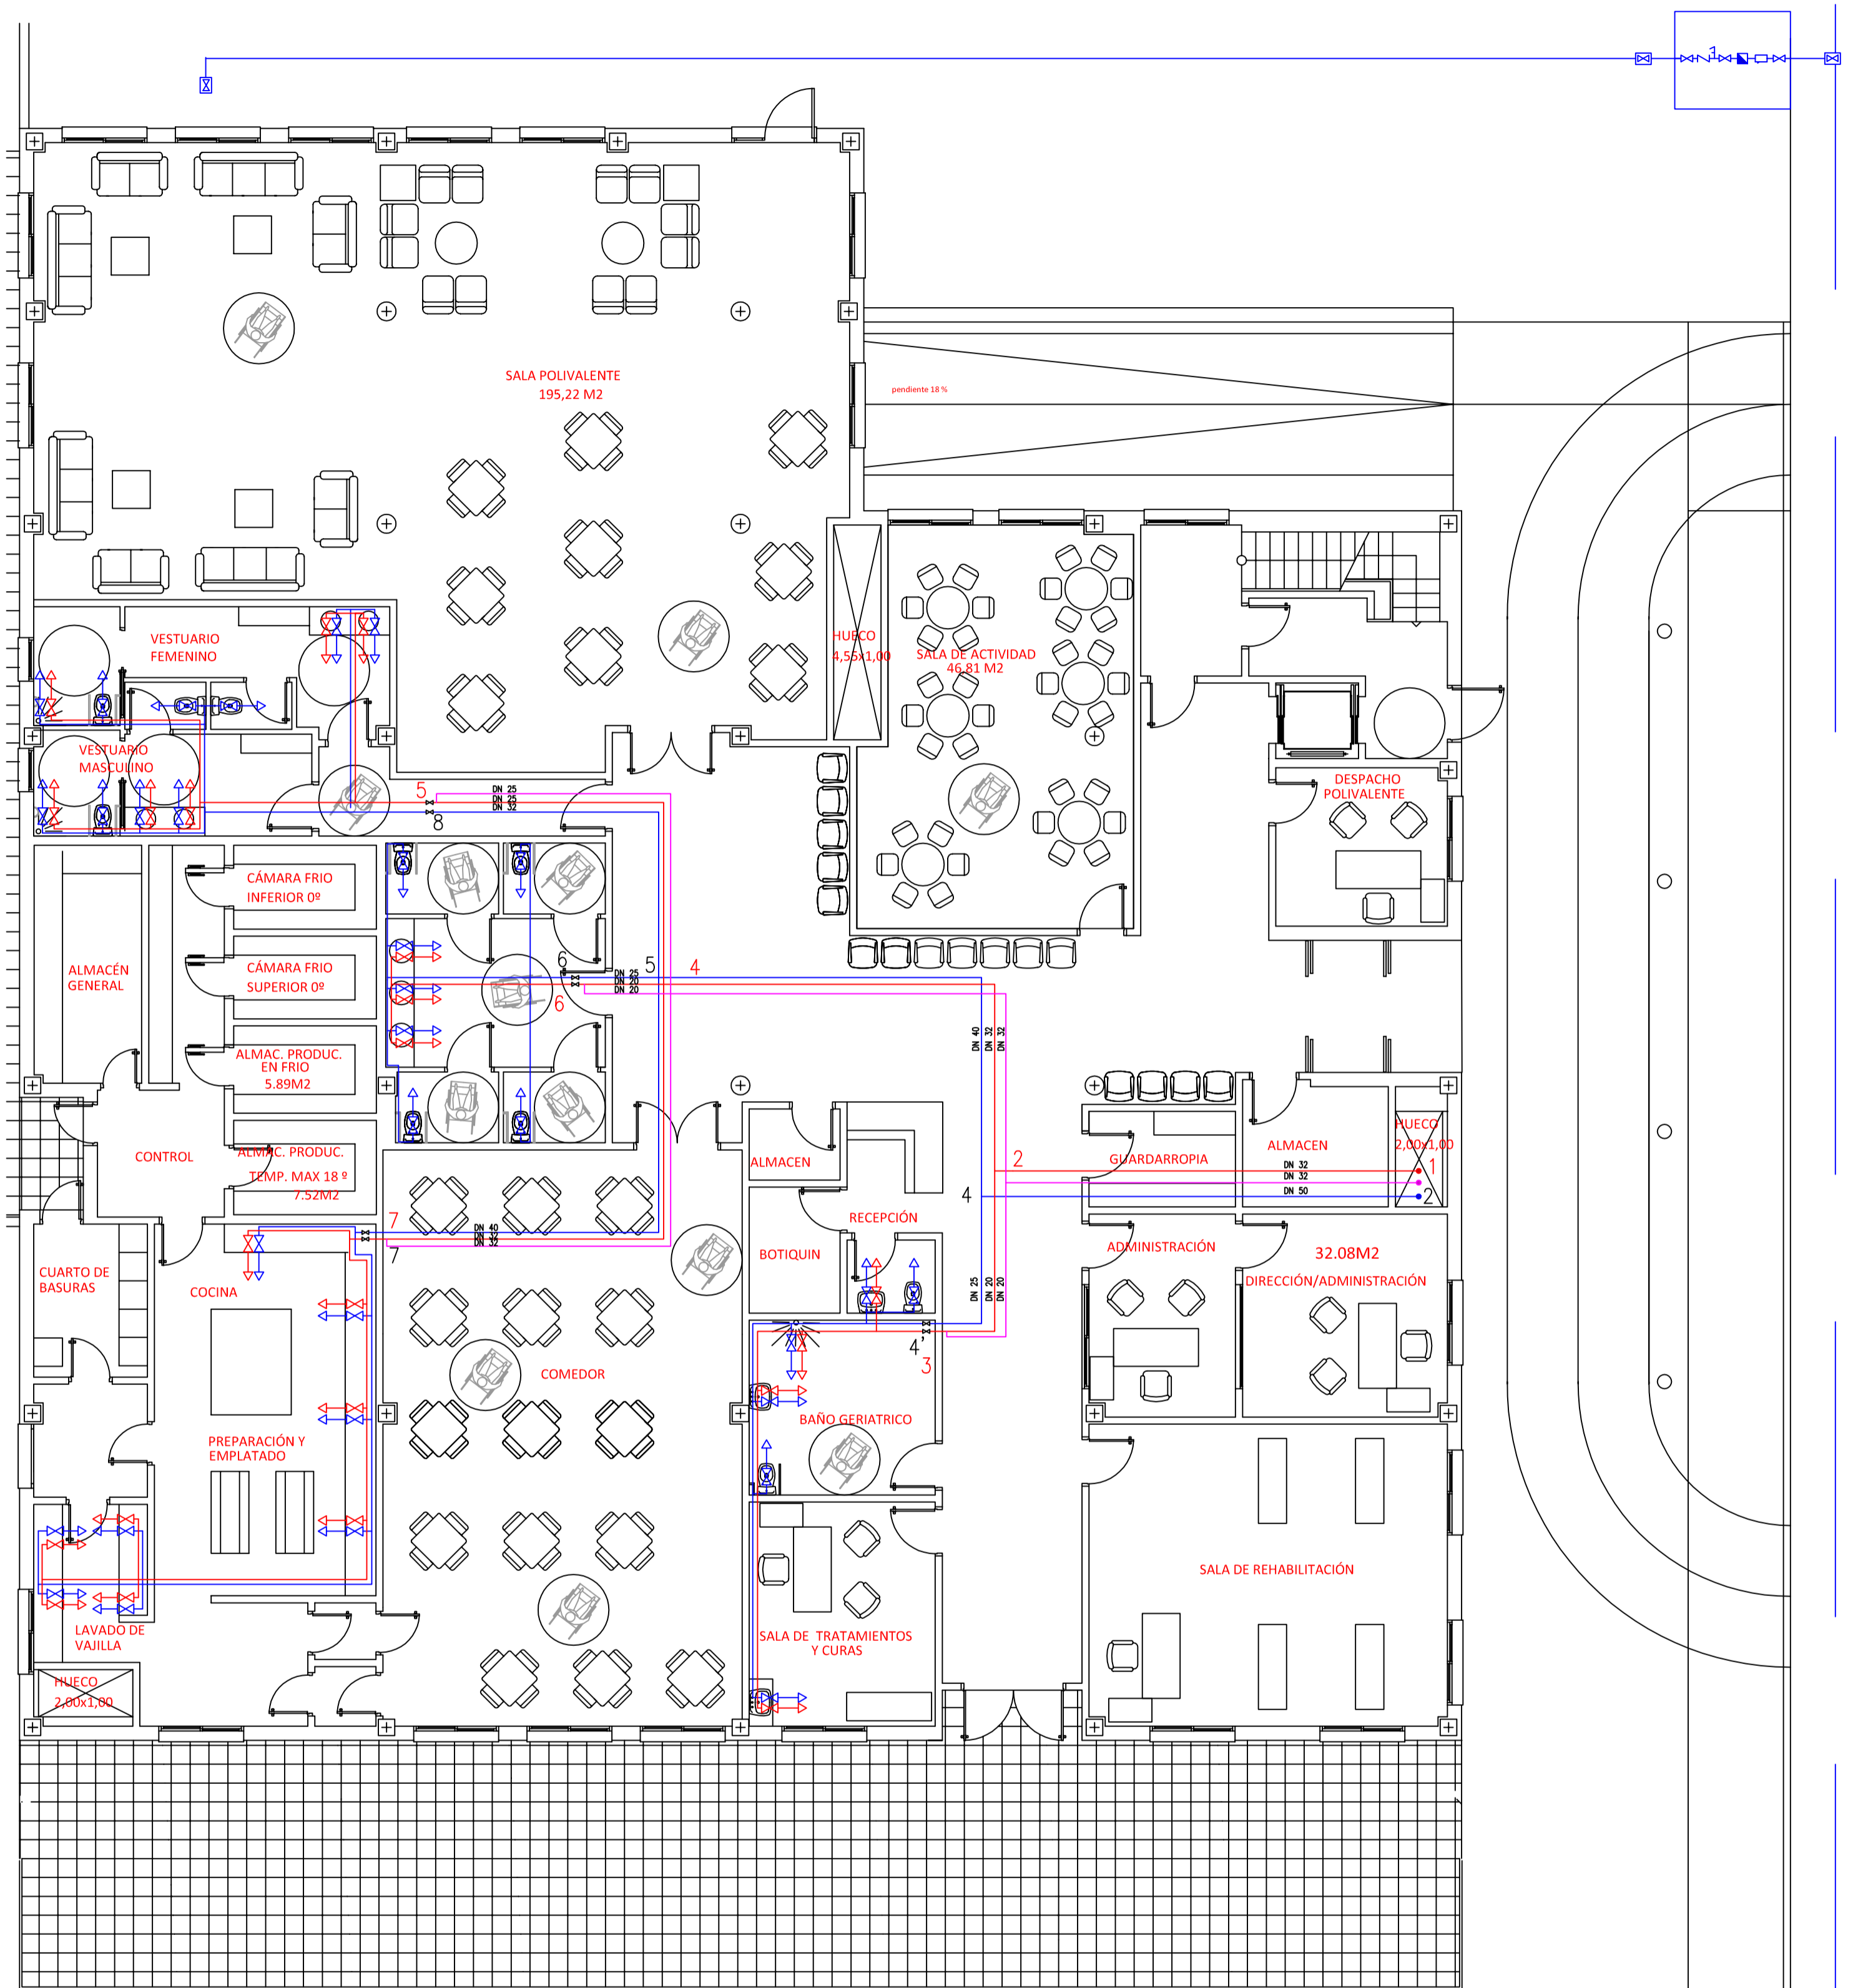 1
SALA POLIVALENTE
195,22 M2
pendiente 18 %
VESTUARIO
FEMENINO
HUECO
4,55x1,00
SALA DE ACTIVIDAD
46,81 M2
VESTUARIO
MASCULINO
DESPACHO
POLIVALENTE
5
DN 25
DN 25
DN 32
8
CÁMARA FRIO
INFERIOR 0º
ALMACÉN
GENERAL
CÁMARA FRIO
SUPERIOR 0º
6
5
4
DN 25
DN 20
DN 20
6
DN 40
DN 32
DN 32
ALMAC. PRODUC.
EN FRIO
5.89M2
CONTROL
ALMAC. PRODUC.
TEMP. MAX 18 º
7.52M2
ALMACEN
2
GUARDARROPIA
ALMACEN
HUECO
2,00x1,00
DN 32
DN 32
DN 50
1
2
4
RECEPCIÓN
7
DN 40
DN 32
DN 32
7
BOTIQUIN
ADMINISTRACIÓN
32.08M2
DIRECCIÓN/ADMINISTRACIÓN
CUARTO DE
BASURAS
COCINA
DN 25
DN 20
DN 20
4'
3
COMEDOR
BAÑO GERIATRICO
PREPARACIÓN Y
EMPLATADO
SALA DE REHABILITACIÓN
LAVADO DE
VAJILLA
SALA DE TRATAMIENTOS
Y CURAS
HUECO
2,00x1,00